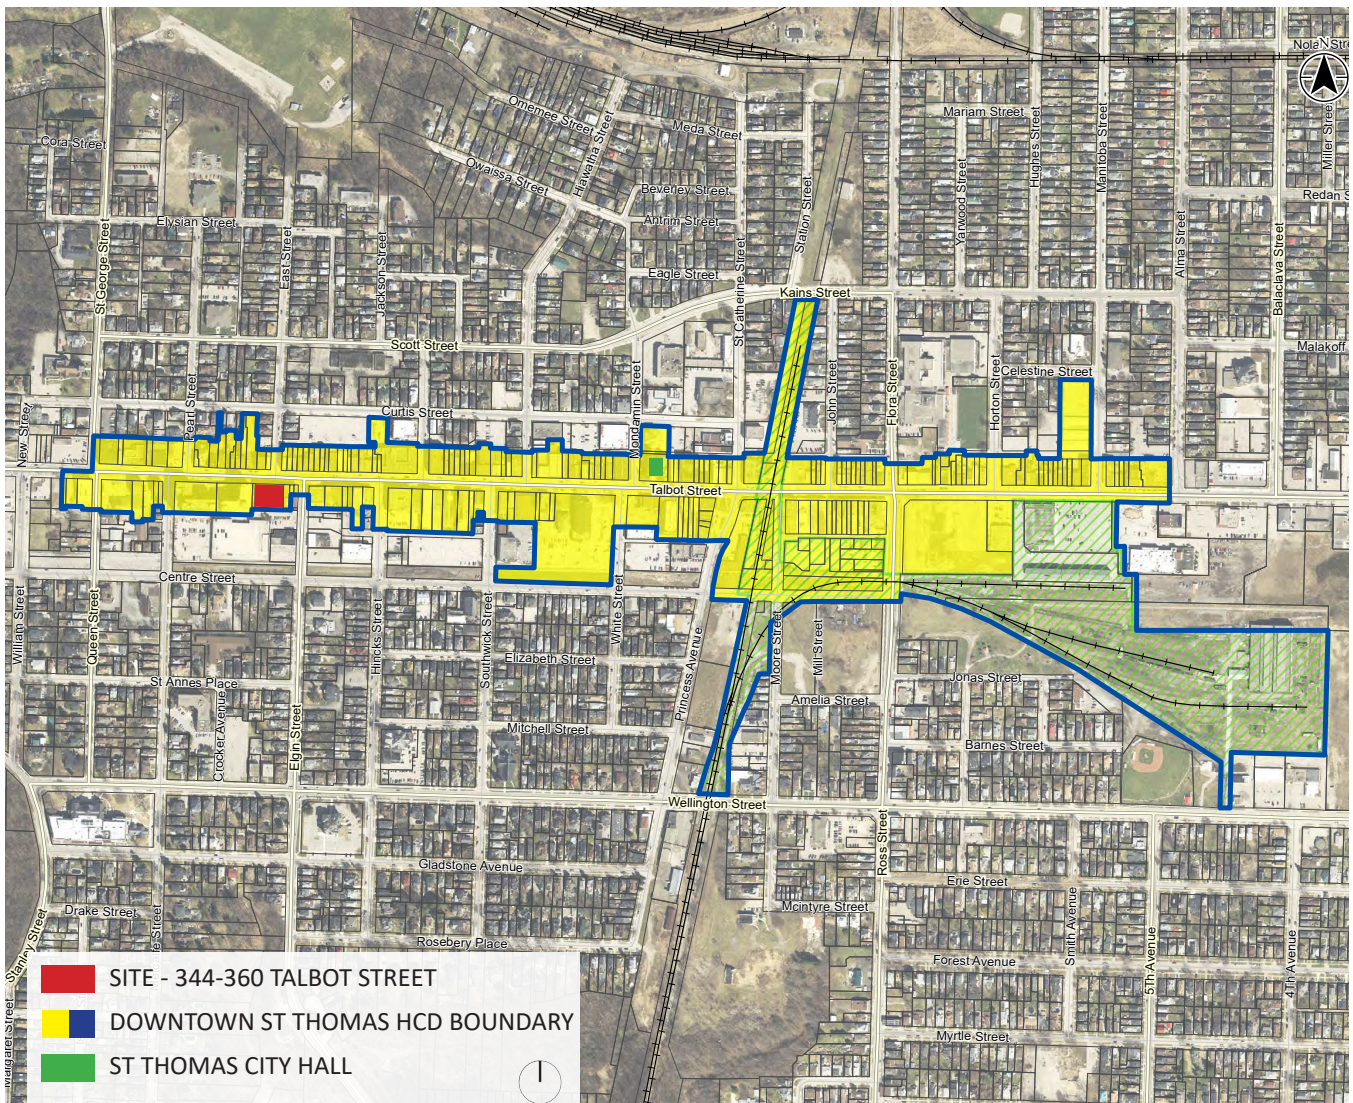 Nolan Stre
N
Omemee Street
Meda Street
Mariam Street
Hiawatha Street
Hughes Street
Manitoba Street
Miller Street
Cora Street
Owaissa Street
Beverley Street
Redan S
Yarwood Street
Station Street
Elysian Street
Antrim Street
St George Street
East Street
Jackson Street
Eagle Street
St Catherine Street
Alma Street
Balaclava Street
Kains Street
Scott Street
Malakoff
Celestine Street
Pearl Street
Curtis Street
Mondamin Street
John Street
Flora Street
Horton Street
New Street
Talbot Street
Centre Street
William Street
Queen Street
Hincks Street
Southwick Street
White Street
Elizabeth Street
Princess Avenue
Moore Street
Mill Street
St Annes Place
Crocker Avenue
Jonas Street
Amelia Street
Elgin Street
Mitchell Street
Barnes Street
Wellington Street
Ross Street
Gladstone Avenue
Erie Street
Drake Street
Mcintyre Street
Smith Avenue
5Th Avenue
4Th Avenue
Stanley Street
le Street
Rosebery Place
Forest Avenue
Myrtle Street
Margaret Street
SITE - 344-360 TALBOT STREET
DOWNTOWN ST THOMAS HCD BOUNDARY
ST THOMAS CITY HALL